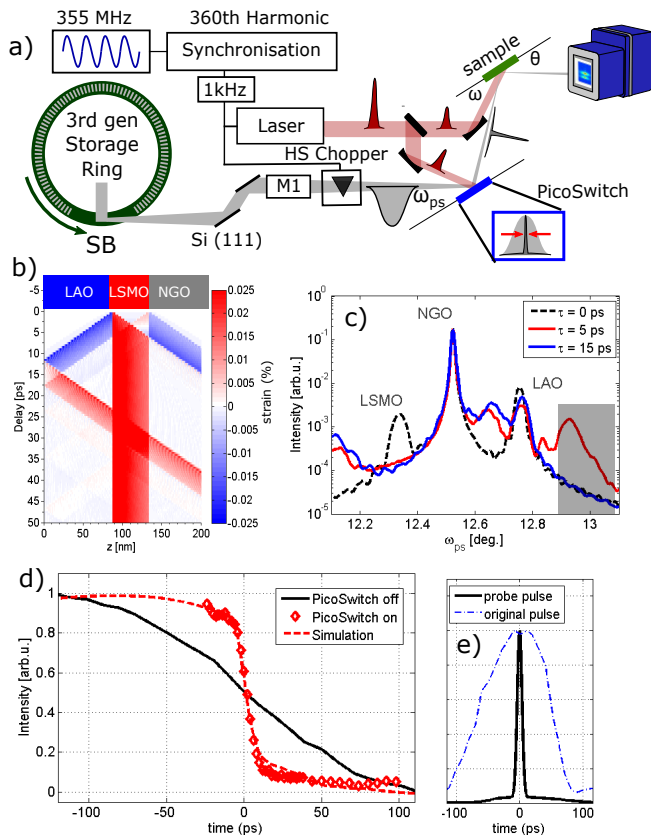 355 MHz
360th Harmonic
a)
Synchronisation
sample
θ
1kHz
ω
3rd gen
Storage
Ring
Laser
HS Chopper
M1
ω_ps
PicoSwitch
SB
Si (111)
b)
LAO LSMO NGO
-5
0
5
10
15
20
25
30
35
40
45
50
Delay [ps]
0 50 100 150 200
z [nm]
0.025
0.020
0.015
0.010
0.005
0
-0.005
-0.010
-0.015
-0.020
-0.025
strain (%)
c)
NGO
LSMO
LAO
τ = 0 ps
τ = 5 ps
τ = 15 ps
10^0
10^-1
10^-2
10^-3
10^-4
10^-5
Intensity [arb.u.]
12.2 12.4 12.6 12.8 13
ω_ps [deg.]
d)
PicoSwitch off
PicoSwitch on
Simulation
1
0.8
0.6
0.4
0.2
0
Intensity [arb.u.]
-100 -50 0 50 100
time (ps)
probe pulse
original pulse
e)
-100 0 100
time (ps)